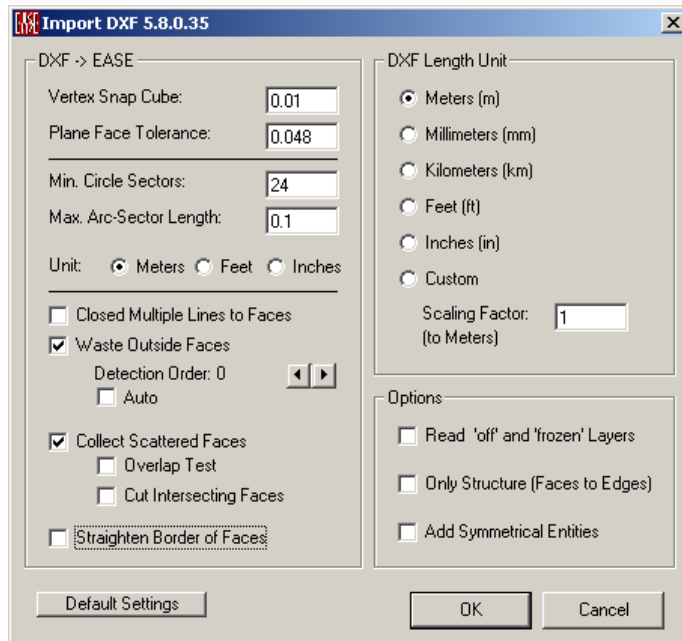 Import DXF 5.8.0.35
DXF -> EASE
Vertex Snap Cube: 0.01
Plane Face Tolerance: 0.048
Min. Circle Sectors: 24
Max. Arc-Sector Length: 0.1
Unit: Meters Feet Inches
Closed Multiple Lines to Faces
Waste Outside Faces
Detection Order: 0
Auto
Collect Scattered Faces
Overlap Test
Cut Intersecting Faces
Straighten Border of Faces
Default Settings
DXF Length Unit
Meters (m)
Millimeters (mm)
Kilometers (km)
Feet (ft)
Inches (in)
Custom
Scaling Factor: 1
(to Meters)
Options
Read 'off' and 'frozen' Layers
Only Structure (Faces to Edges)
Add Symmetrical Entities
OK
Cancel